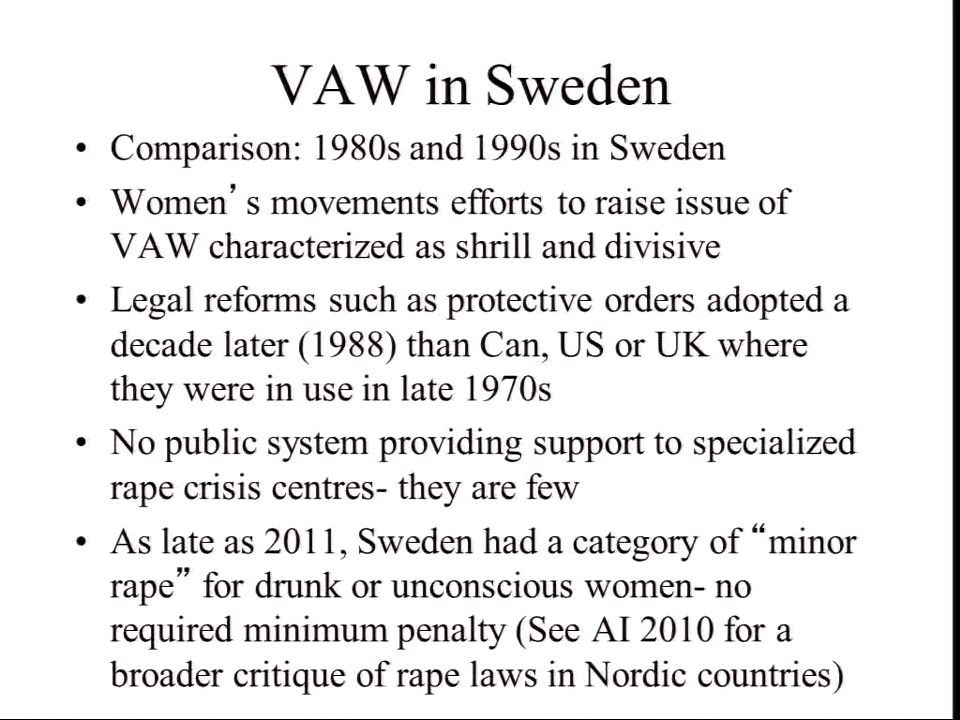 VAW in Sweden
• Comparison: 1980s and 1990s in Sweden
• Women’s movements efforts to raise issue of
VAW characterized as shrill and divisive
• Legal reforms such as protective orders adopted a
decade later (1988) than Can, US or UK where
they were in use in late 1970s
• No public system providing support to specialized
rape crisis centres- they are few
• As late as 2011, Sweden had a category of “minor
rape” for drunk or unconscious women- no
required minimum penalty (See AI 2010 for a
broader critique of rape laws in Nordic countries)